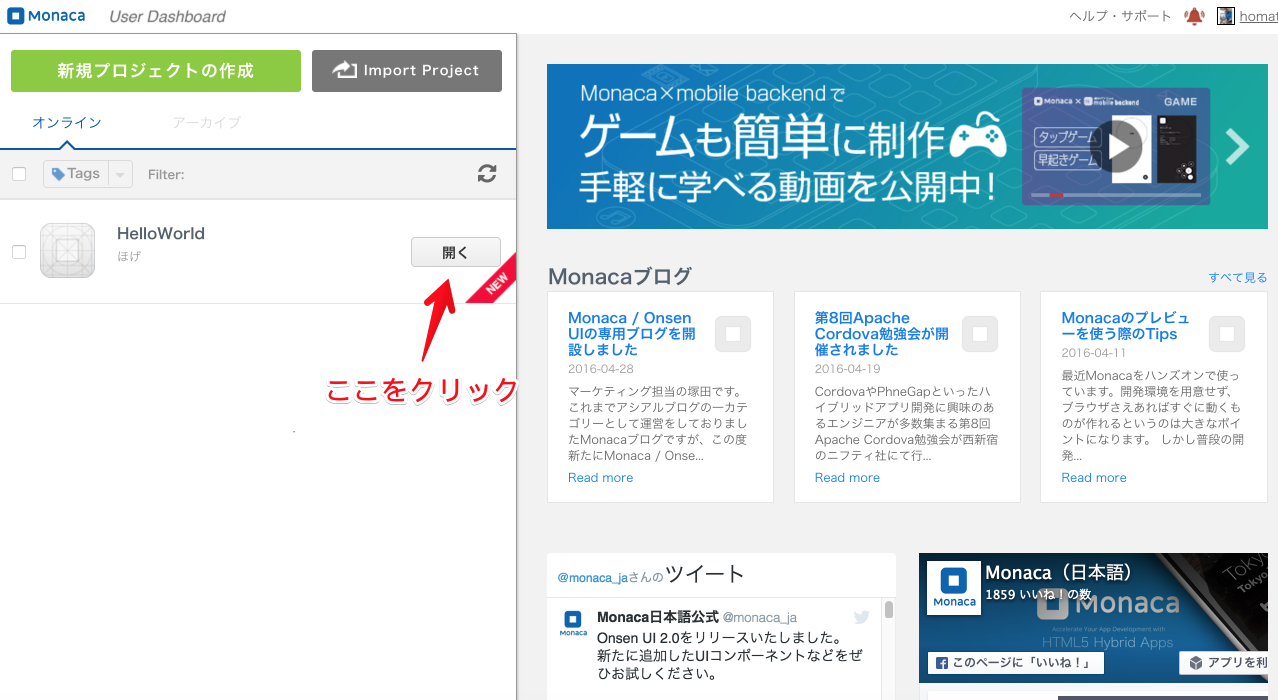 Monaca User Dashboard
ヘルプ・サポート
新規プロジェクトの作成
Import Project
オンライン
アーカイブ
Tags
Filter:
HelloWorld
ほげ
開く
NEW
ここをクリック
Monaca×mobile backendで
ゲームも簡単に制作
手軽に学べる動画を公開中!
Monaca × mobile backend
GAME
タップゲーム
早起きゲーム
Monacaブログ
すべて見る
Monaca / Onsen
UIの専用ブログを開
設しました
2016-04-28
マーケティング担当の塚田です。
これまでアシアルブログの一カテ
ゴリーとして運営をしておりまし
たMonacaブログですが、この度
新たにMonaca / Onse...
Read more
第8回Apache
Cordova勉強会が開
催されました
2016-04-19
CordovaやPhneGapといったハ
イブリッドアプリ開発に興味のあ
るエンジニアが多数集まる第8回
Apache Cordova勉強会が西新宿
のニフティ社にて行...
Read more
Monacaのプレビュ
ーを使う際のTips
2016-04-11
最近Monacaをハンズオンで使っ
ています。開発環境を用意せず、
ブラウザさえあればすぐに動くも
のが作れるというのは大きなポイ
ントになります。 しかし普段の開
発...
Read more
@monaca_jaさんのツイート
Monaca
Monaca日本語公式 @monaca_ja
Onsen UI 2.0をリリースいたしました。
新たに追加したUIコンポーネントなどをぜ
ひお試しください。
Monaca
Monaca（日本語）
1859 いいね！の数
Monaca
Accelerate Your App Development with
HTML5 Hybrid Apps
このページに「いいね！」
アプリを利